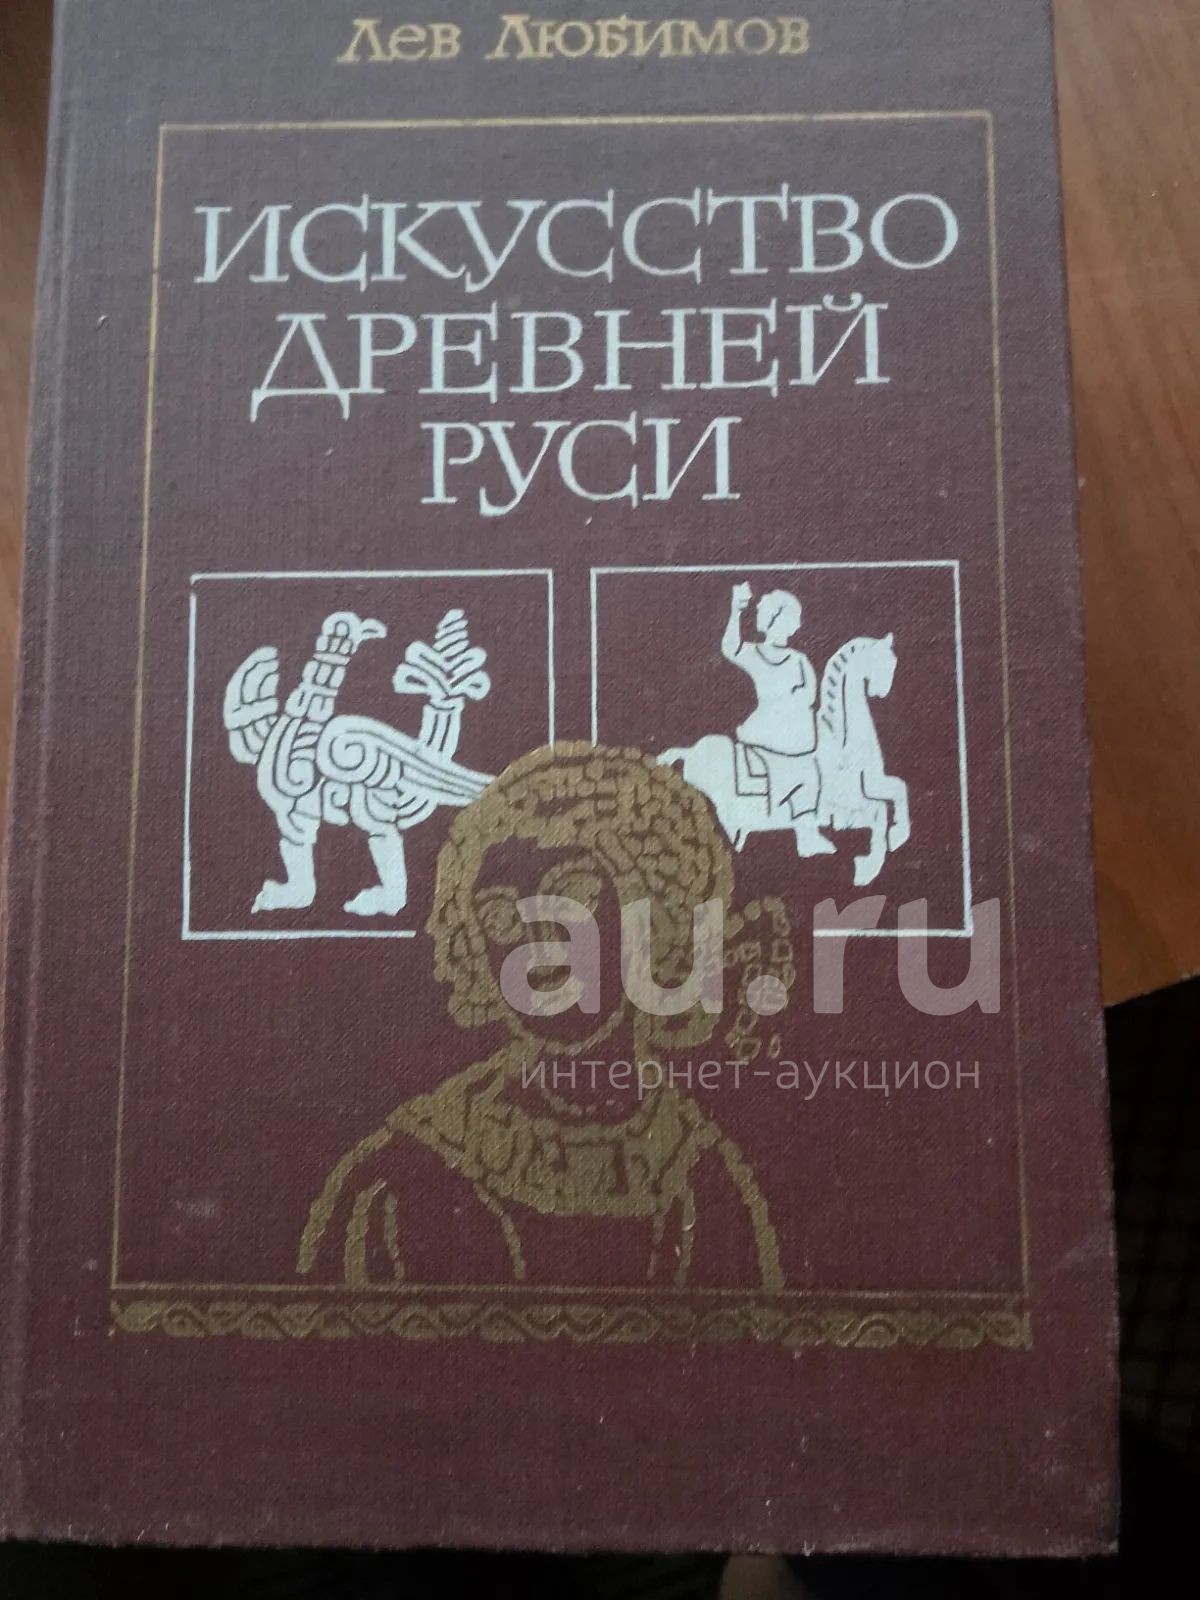 Лев Любимов
ИСКУССТВО
ДРЕВНЕЙ
РУСИ
au.ru
интернет-аукцион